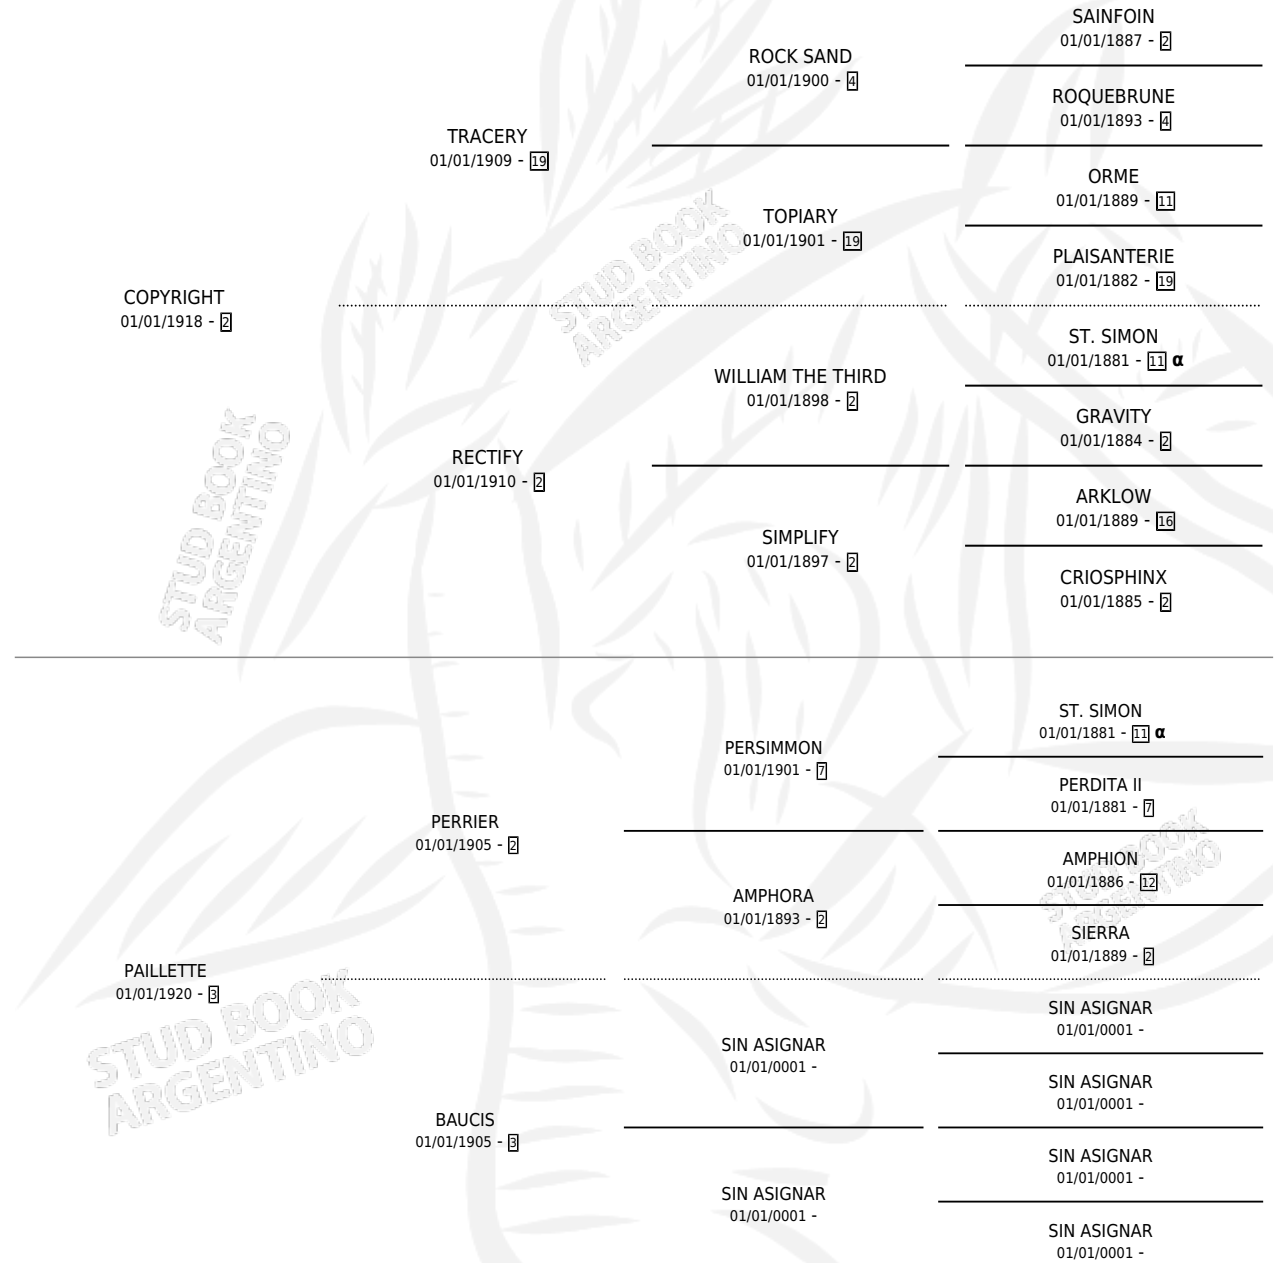 SAINFOIN
01/01/1887 - 2
ROCK SAND
01/01/1900 - 4
ROQUEBRUNE
01/01/1893 - 4
TRACERY
01/01/1909 - 19
ORME
01/01/1889 - 11
TOPIARY
01/01/1901 - 19
PLAISANTERIE
01/01/1882 - 19
COPYRIGHT
01/01/1918 - 2
ST. SIMON
01/01/1881 - 11 α
WILLIAM THE THIRD
01/01/1898 - 2
GRAVITY
01/01/1884 - 2
RECTIFY
01/01/1910 - 2
ARKLOW
01/01/1889 - 16
SIMPLIFY
01/01/1897 - 2
CRIOSPHINX
01/01/1885 - 2
ST. SIMON
01/01/1881 - 11 α
PERSIMMON
01/01/1901 - 7
PERDITA II
01/01/1881 - 7
PERRIER
01/01/1905 - 2
AMPHION
01/01/1886 - 12
AMPHORA
01/01/1893 - 2
SIERRA
01/01/1889 - 2
PAILLETTE
01/01/1920 - 3
SIN ASIGNAR
01/01/0001 -
SIN ASIGNAR
01/01/0001 -
SIN ASIGNAR
01/01/0001 -
BAUCIS
01/01/1905 - 3
SIN ASIGNAR
01/01/0001 -
SIN ASIGNAR
01/01/0001 -
SIN ASIGNAR
01/01/0001 -
STUD BOOK
ARGENTINO
STUD BOOK
ARGENTINO
STUD BOOK
ARGENTINO
STUD BOOK
ARGENTINO